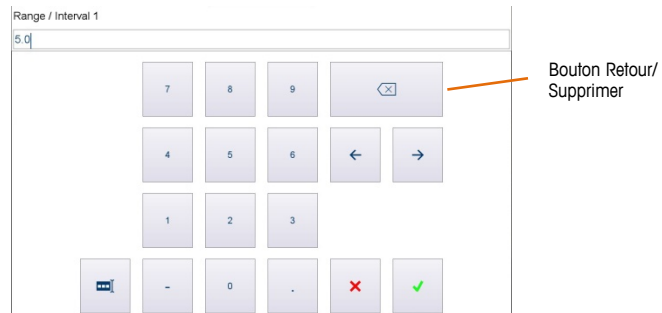 Range / Interval 1
5.0
Bouton Retour/
Supprimer
7 8 9
4 5 6 ← →
1 2 3
- 0 .